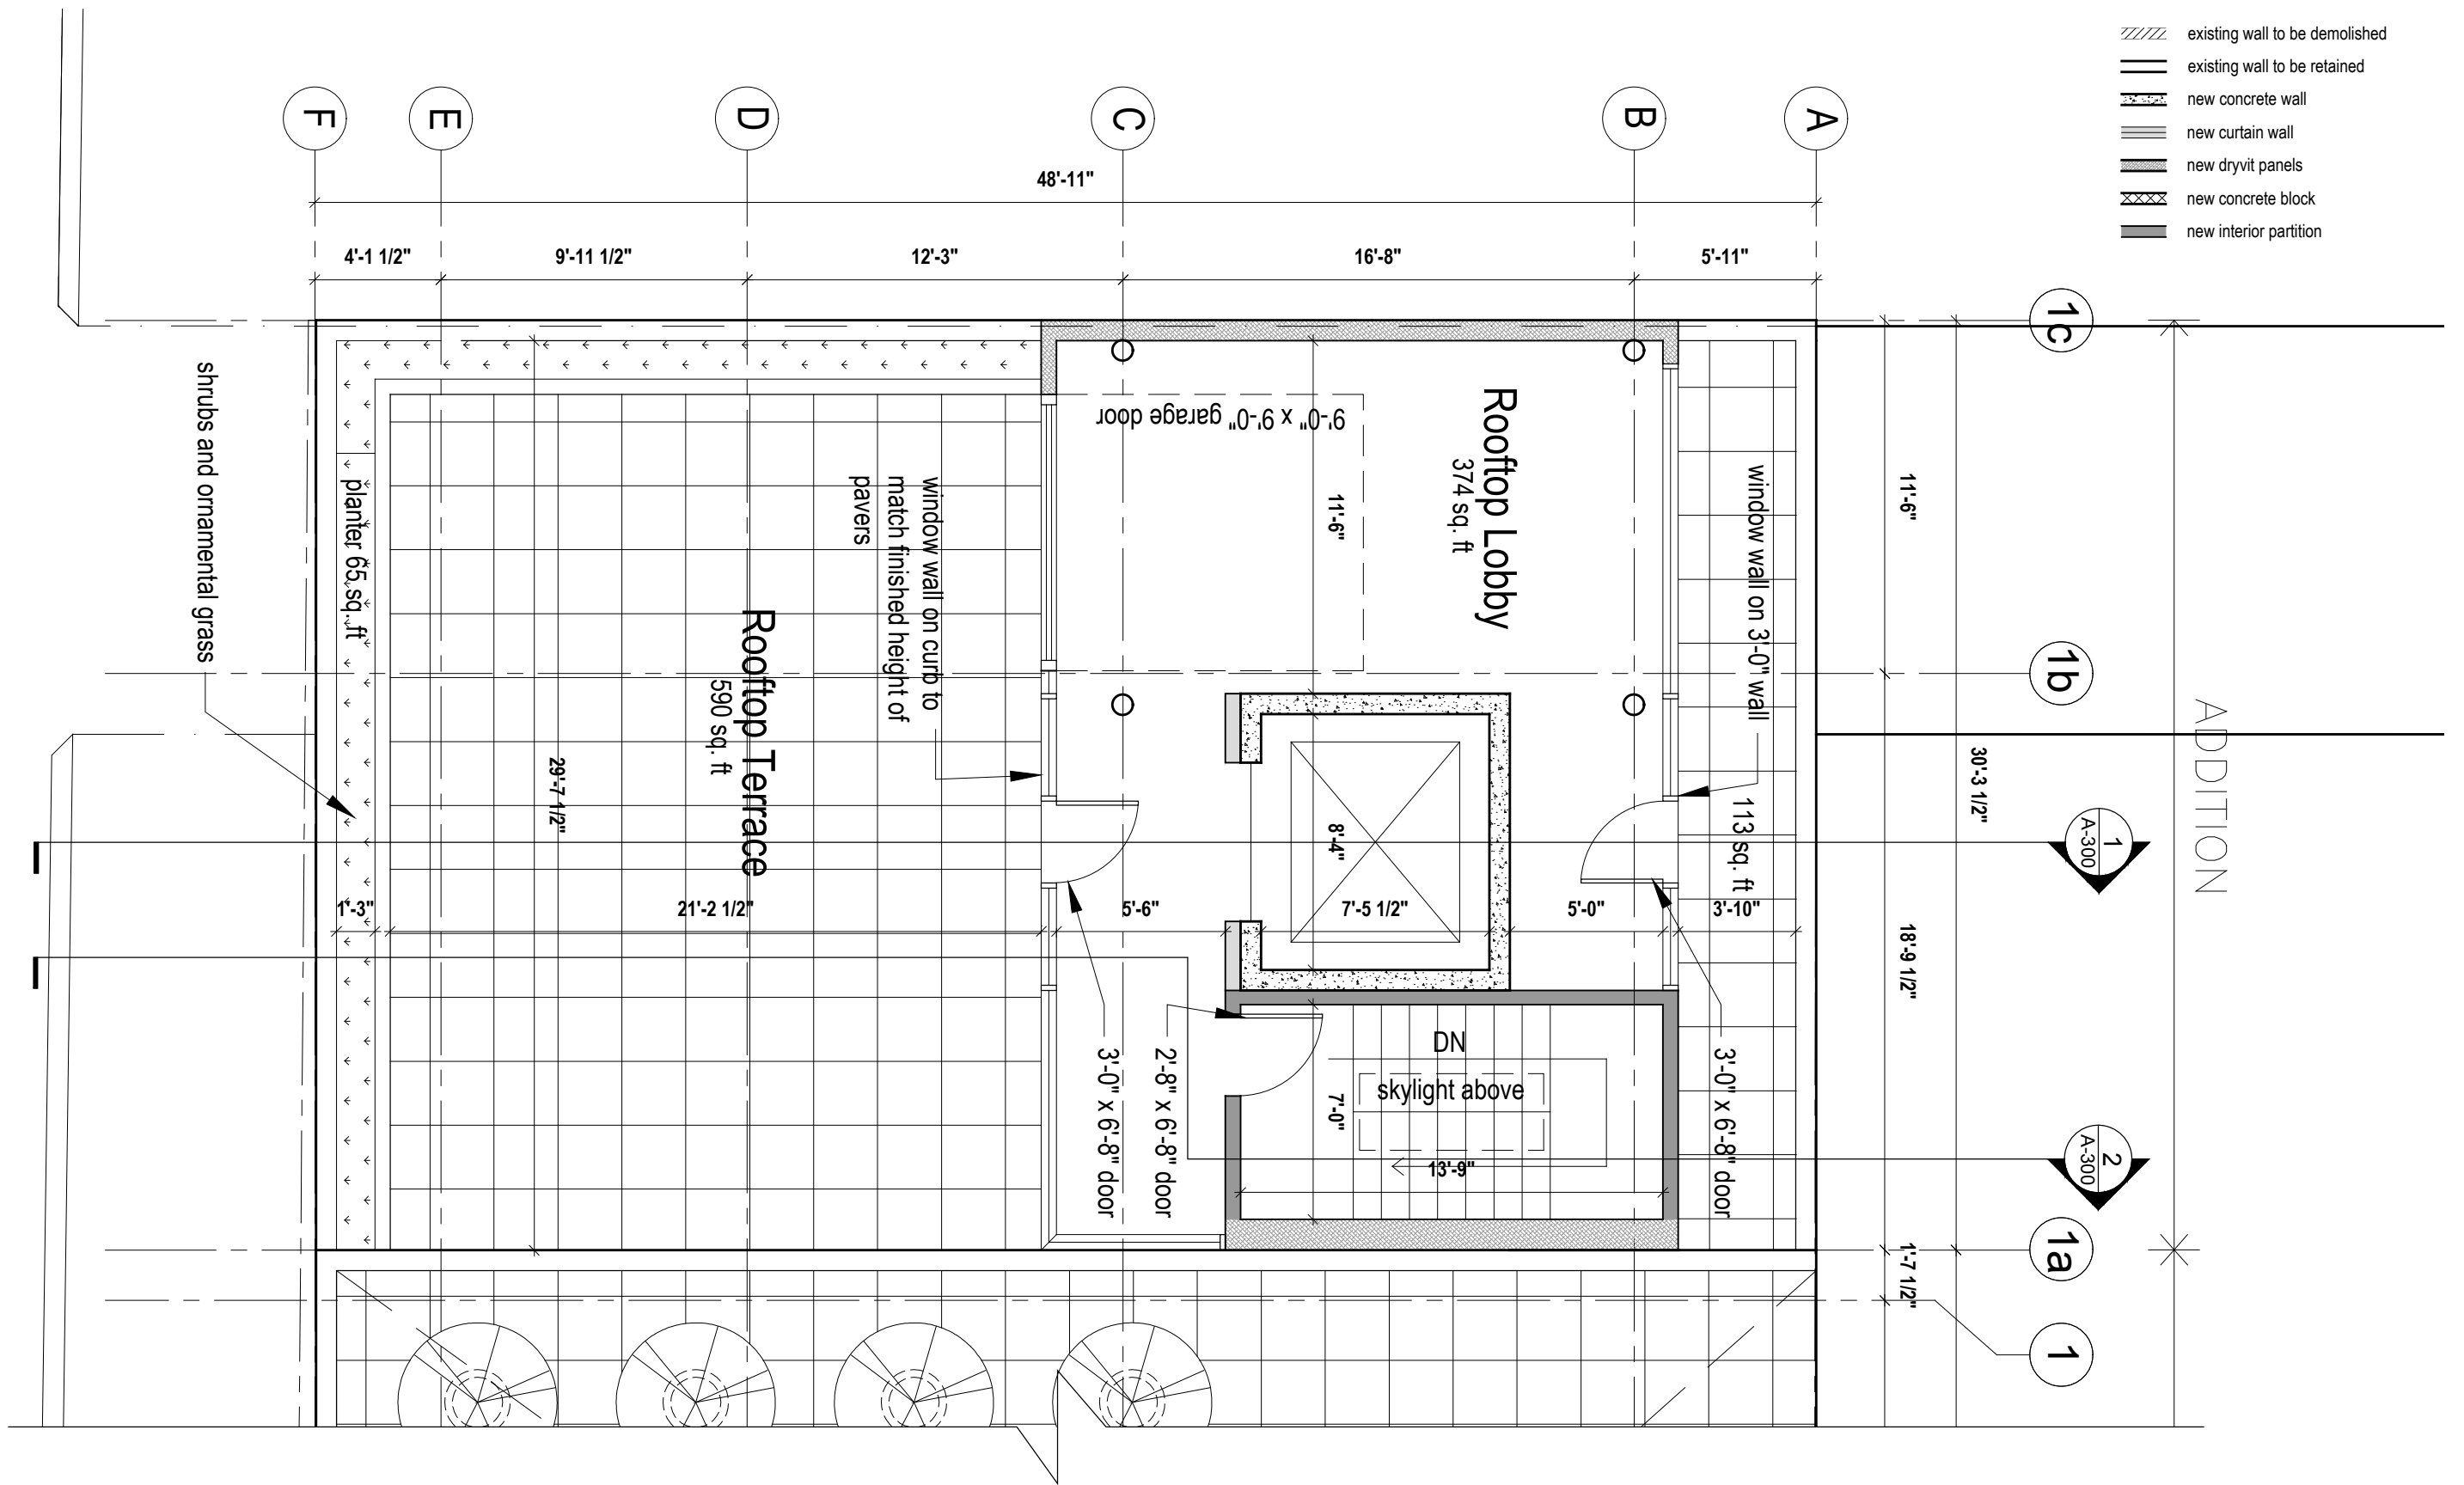 existing wall to be demolished
existing wall to be retained
new concrete wall
new curtain wall
new dryvit panels
new concrete block
new interior partition
F
E
D
C
B
A
48'-11"
4'-1 1/2"
9'-11 1/2"
12'-3"
16'-8"
5'-11"
1c
1b
1a
1
ADDITION
11'-6"
30'-3 1/2"
18'-9 1/2"
1'-7 1/2"
1
A-300
2
A-300
shrubs and ornamental grass
planter 65 sq. ft
Rooftop Terrace
590 sq. ft
29'-7 1/2"
window wall on curb to
match finished height of
pavers
9'-0" x 9'-0" garage door
Rooftop Lobby
374 sq. ft
11'-6"
window wall on 3'-0" wall
113 sq. ft
8'-4"
1'-3"
21'-2 1/2"
5'-6"
7'-5 1/2"
5'-0"
3'-10"
3'-0" x 6'-8" door
2'-8" x 6'-8" door
DN
skylight above
7'-0"
13'-9"
3'-0" x 6'-8" door